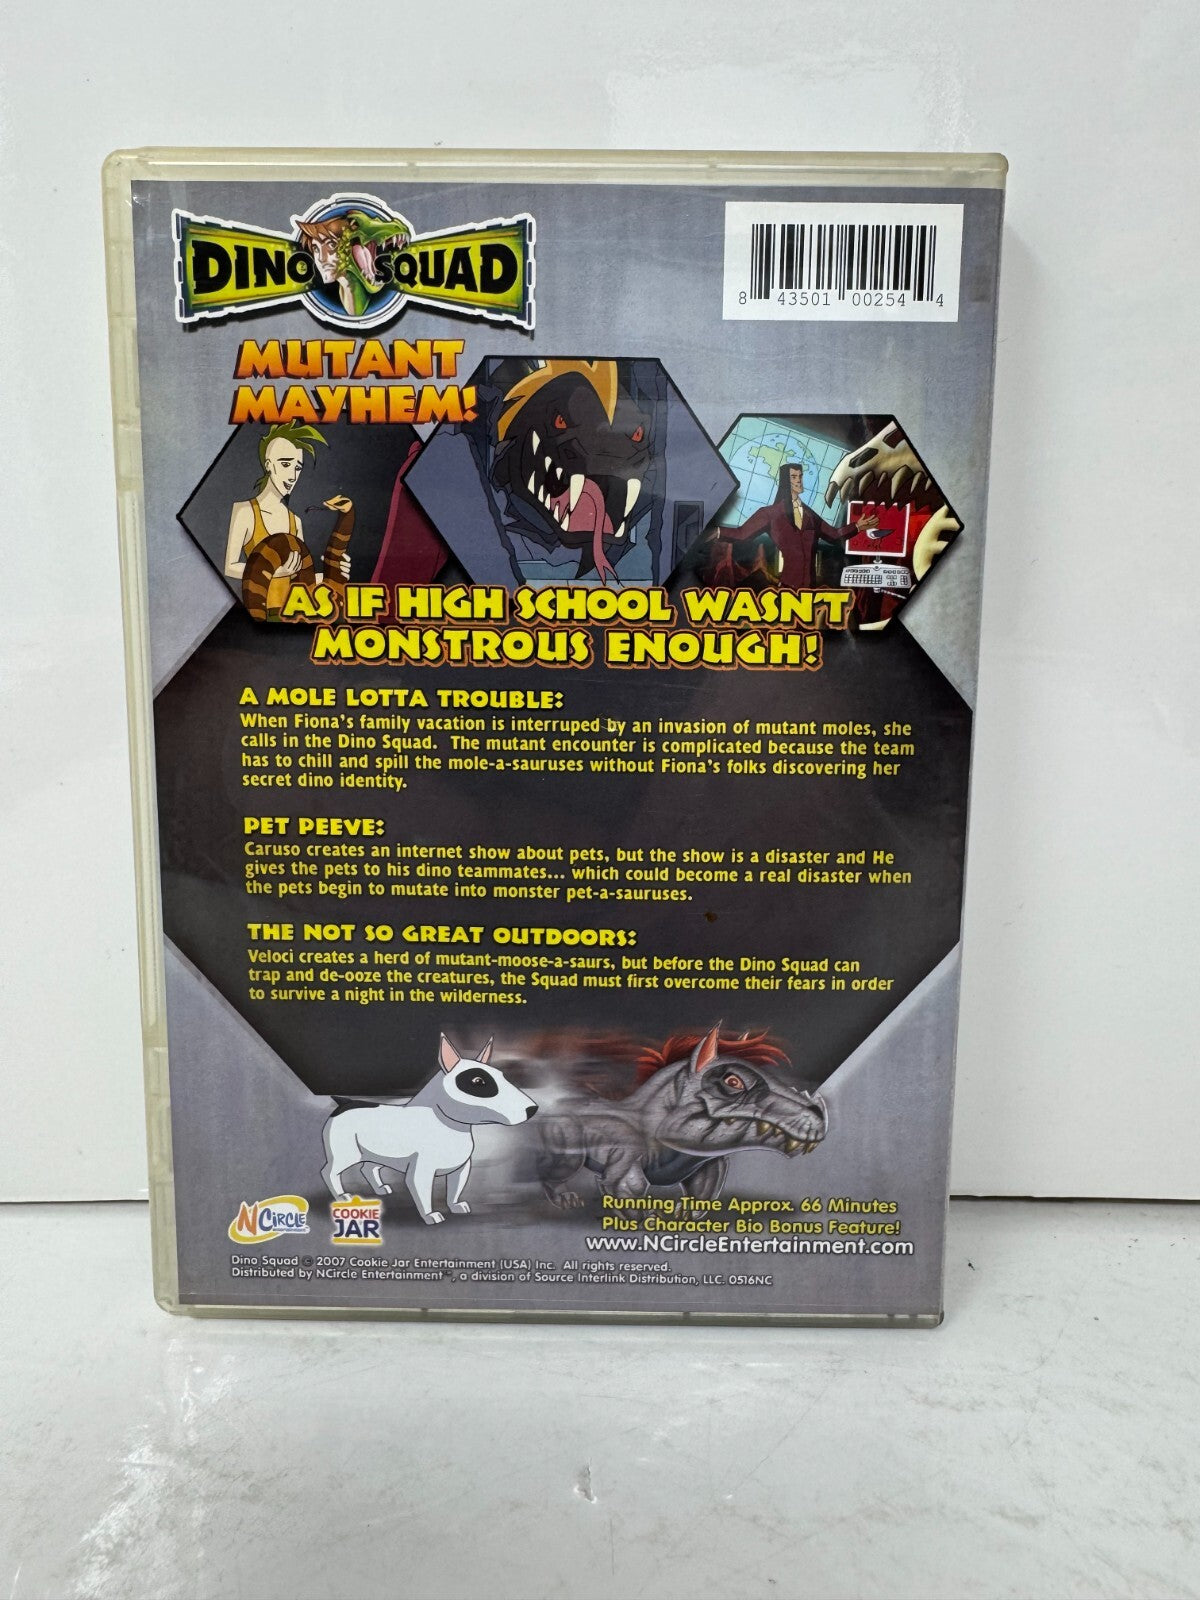 DINO SQUAD
8 43501 00254 4
MUTANT
MAYHEM!
AS IF HIGH SCHOOL WASN'T
MONSTROUS ENOUGH!
A MOLE LOTTA TROUBLE:
When Fiona's family vacation is interruped by an invasion of mutant moles, she
calls in the Dino Squad. The mutant encounter is complicated because the team
has to chill and spill the mole-a-sauruses without Fiona's folks discovering her
secret dino identity.
PET PEEVE:
Caruso creates an internet show about pets, but the show is a disaster and He
gives the pets to his dino teammates... which could become a real disaster when
the pets begin to mutate into monster pet-a-sauruses.
THE NOT SO GREAT OUTDOORS:
Veloci creates a herd of mutant-moose-a-saurs, but before the Dino Squad can
trap and de-ooze the creatures, the Squad must first overcome their fears in order
to survive a night in the wilderness.
NCircle
entertainment
COOKIE
JAR
Running Time Approx. 66 Minutes
Plus Character Bio Bonus Feature!
www.NCircleEntertainment.com
Dino Squad © 2007 Cookie Jar Entertainment (USA) Inc. All rights reserved.
Distributed by NCircle Entertainment™, a division of Source Interlink Distribution, LLC. 0516NC